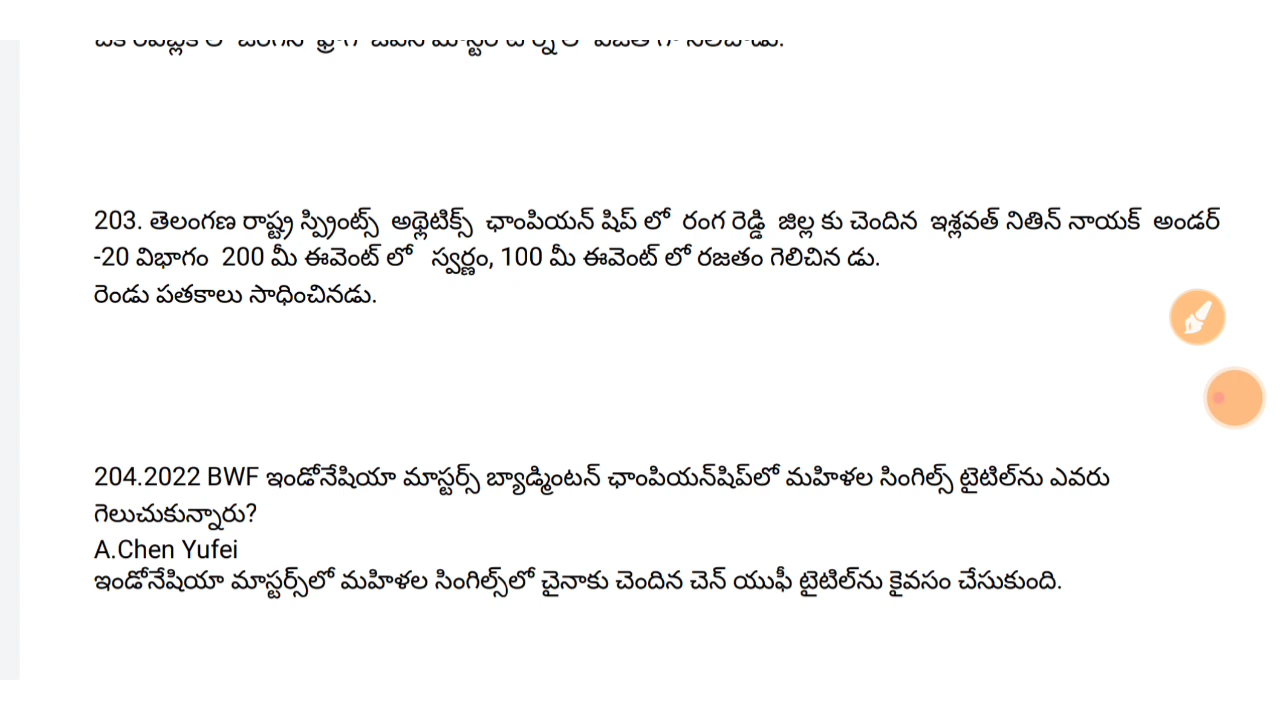 203. తెలంగణ రాష్ట్ర స్ప్రింట్స్ అథ్లెటిక్స్ ఛాంపియన్ షిప్ లో రంగ రెడ్డి జిల్ల కు చెందిన ఇశ్లవత్ నితిన్ నాయక్ అండర్
-20 విభాగం 200 మీ ఈవెంట్ లో స్వర్ణం, 100 మీ ఈవెంట్ లో రజతం గెలిచిన డు.
రెండు పతకాలు సాధించినడు.
204.2022 BWF ఇండోనేషియా మాస్టర్స్ బ్యాడ్మింటన్ ఛాంపియన్‌షిప్‌లో మహిళల సింగిల్స్ టైటిల్‌ను ఎవరు
గెలుచుకున్నారు?
A.Chen Yufei
ఇండోనేషియా మాస్టర్స్‌లో మహిళల సింగిల్స్‌లో చైనాకు చెందిన చెన్ యుఫీ టైటిల్‌ను కైవసం చేసుకుంది.